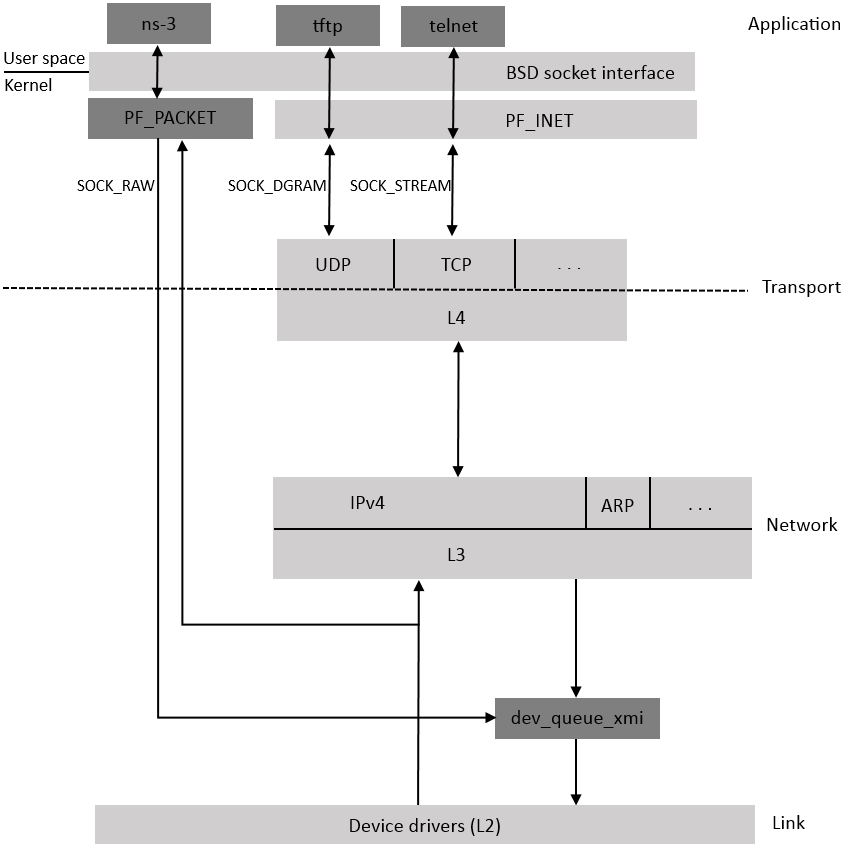 ns-3
tftp
telnet
Application
User space
Kernel
BSD socket interface
PF_PACKET
PF_INET
SOCK_RAW
SOCK_DGRAM
SOCK_STREAM
UDP
TCP
. . .
Transport
L4
IPv4
ARP
. . .
Network
L3
dev_queue_xmi
Device drivers (L2)
Link